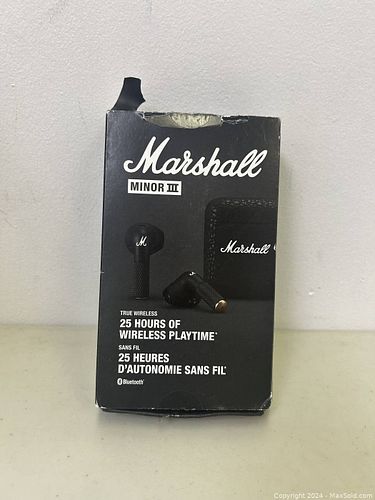 Marshall
MINOR III
Marshall
M
TRUE WIRELESS
25 HOURS OF
WIRELESS PLAYTIME*
SANS FIL
25 HEURES
D'AUTONOMIE SANS FIL*
Bluetooth®
Copyright 2024 - MaxSold.com